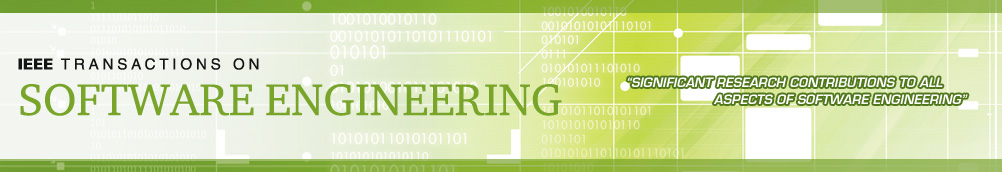 IEEE TRANSACTIONS ON
SOFTWARE ENGINEERING
"SIGNIFICANT RESEARCH CONTRIBUTIONS TO ALL
ASPECTS OF SOFTWARE ENGINEERING"